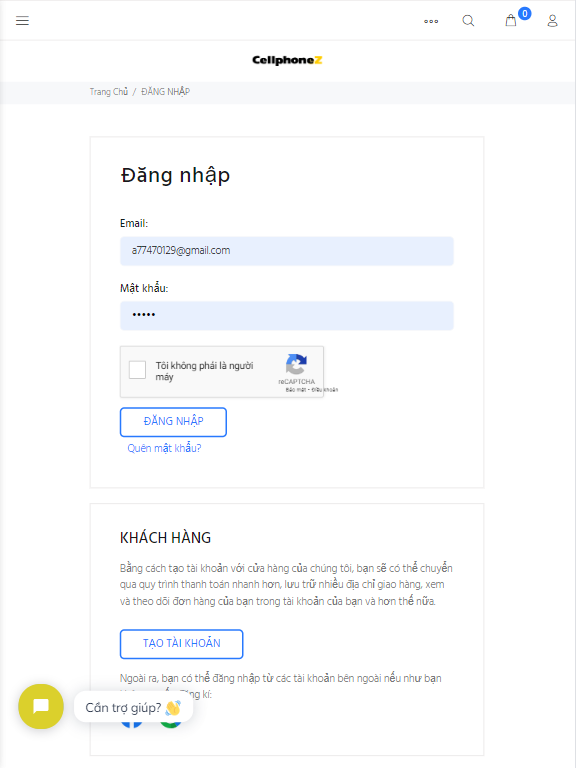 2
CellphoneZ
Trang Chủ / ĐĂNG NHẬP
Đăng nhập
Email:
a77470129@gmail.com
Mật khẩu:
•••••
Tôi không phải là người
máy
reCAPTCHA
Bảo mật - Điều khoản
ĐĂNG NHẬP
Quên mật khẩu?
KHÁCH HÀNG
Bằng cách tạo tài khoản với cửa hàng của chúng tôi, bạn sẽ có thể chuyển
qua quy trình thanh toán nhanh hơn, lưu trữ nhiều địa chỉ giao hàng, xem
và theo dõi đơn hàng của bạn trong tài khoản của bạn và hơn thế nữa.
TẠO TÀI KHOẢN
Ngoài ra, bạn có thể đăng nhập từ các tài khoản bên ngoài nếu như bạn
kí:
Cần trợ giúp? 👋